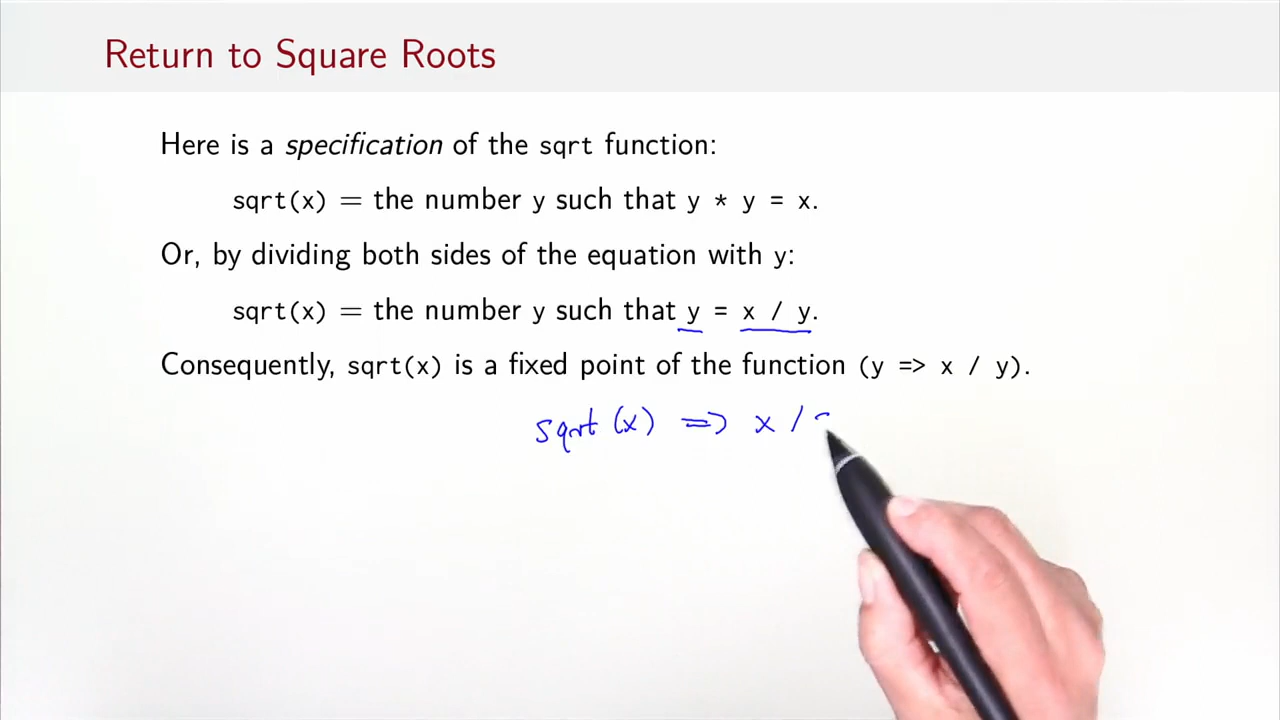 Return to Square Roots
Here is a specification of the sqrt function:
sqrt(x) = the number y such that y * y = x.
Or, by dividing both sides of the equation with y:
sqrt(x) = the number y such that y = x / y.
Consequently, sqrt(x) is a fixed point of the function (y => x / y).
sqrt (x) => x /